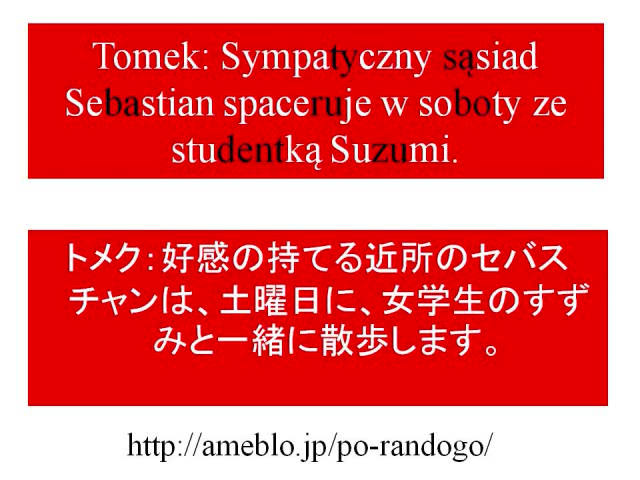 Tomek: Sympatyczny sąsiad
Sebastian spaceruje w soboty ze
studentką Suzumi.
トメク：好感の持てる近所のセバス
チャンは、土曜日に、女学生のすず
みと一緒に散歩します。
http://ameblo.jp/po-randogo/